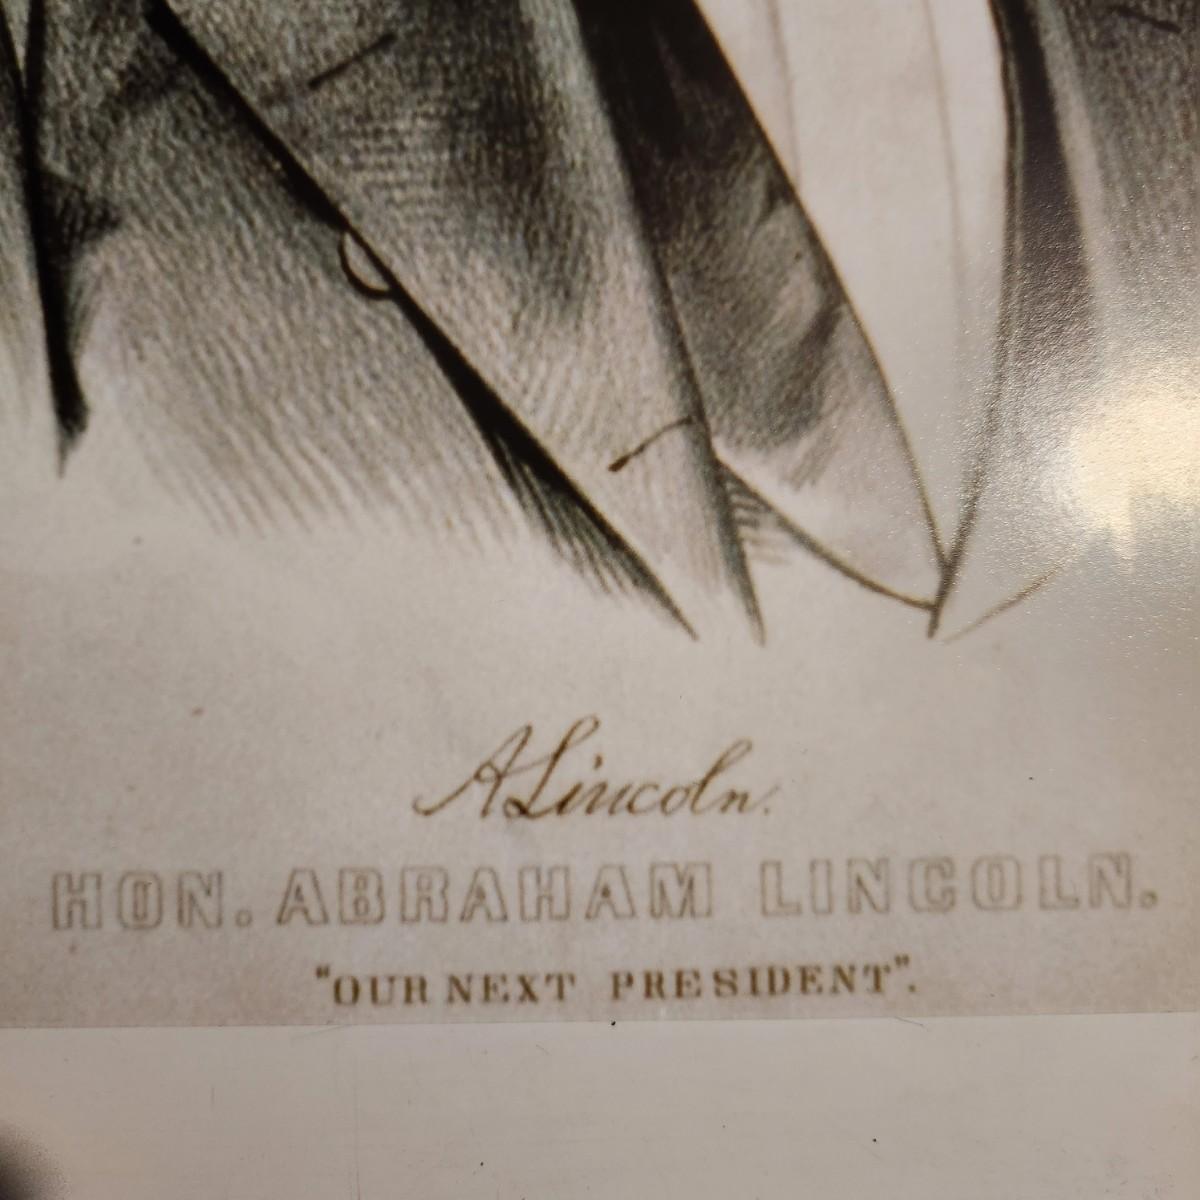 A Lincoln.
HON. ABRAHAM LINCOLN.
"OUR NEXT PRESIDENT".